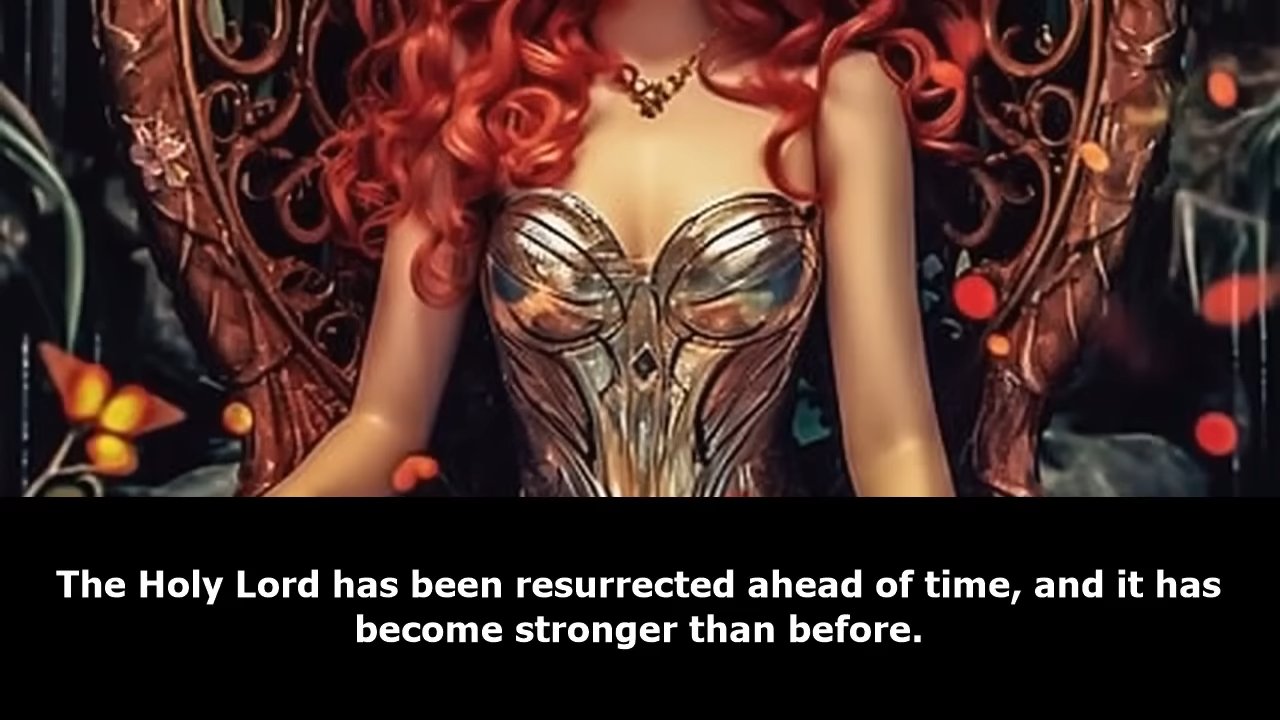 The Holy Lord has been resurrected ahead of time, and it has
become stronger than before.